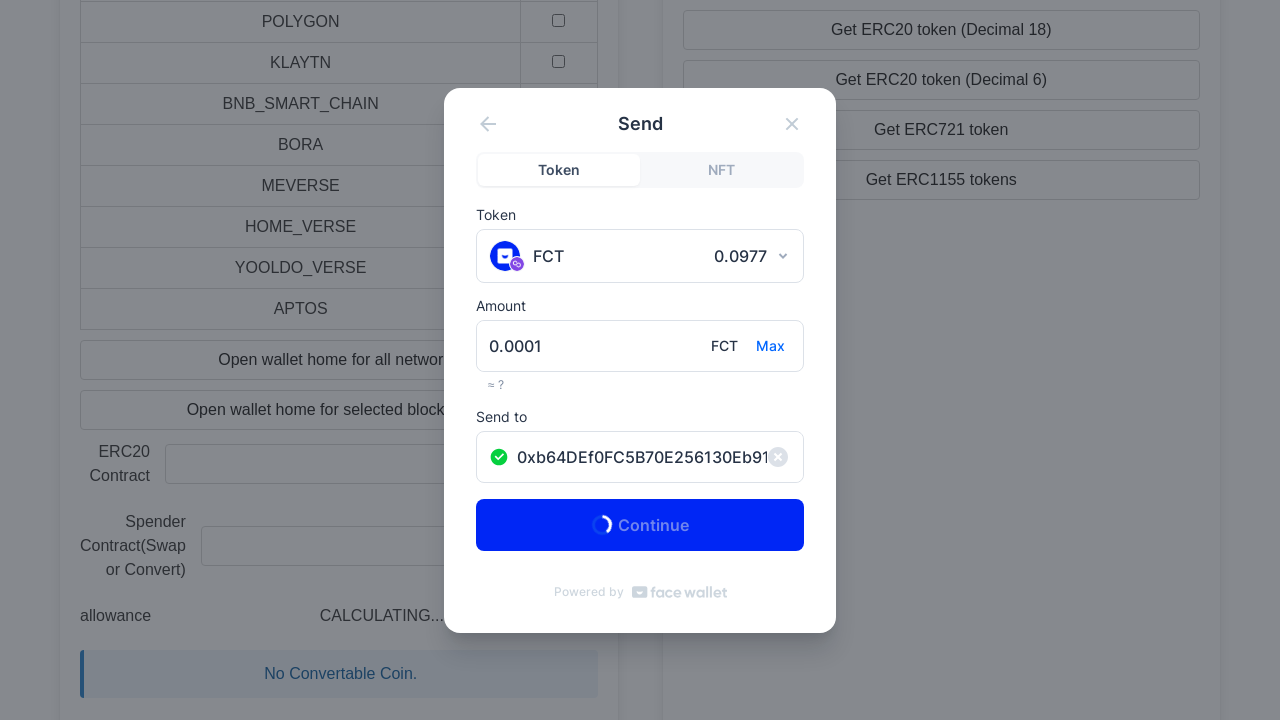 POLYGON
KLAYTN
BNB_SMART_CHAIN
BORA
MEVERSE
HOME_VERSE
YOOLDO_VERSE
APTOS
Open wallet home for all networ
Open wallet home for selected block
ERC20
Contract
Spender
Contract(Swap
or Convert)
allowance
CALCULATING...
No Convertable Coin.
Send
Token
NFT
Token
FCT
0.0977
Amount
0.0001
FCT
Max
≈ ?
Send to
0xb64DEf0FC5B70E256130Eb91
Continue
Powered by
face wallet
Get ERC20 token (Decimal 18)
Get ERC20 token (Decimal 6)
Get ERC721 token
Get ERC1155 tokens